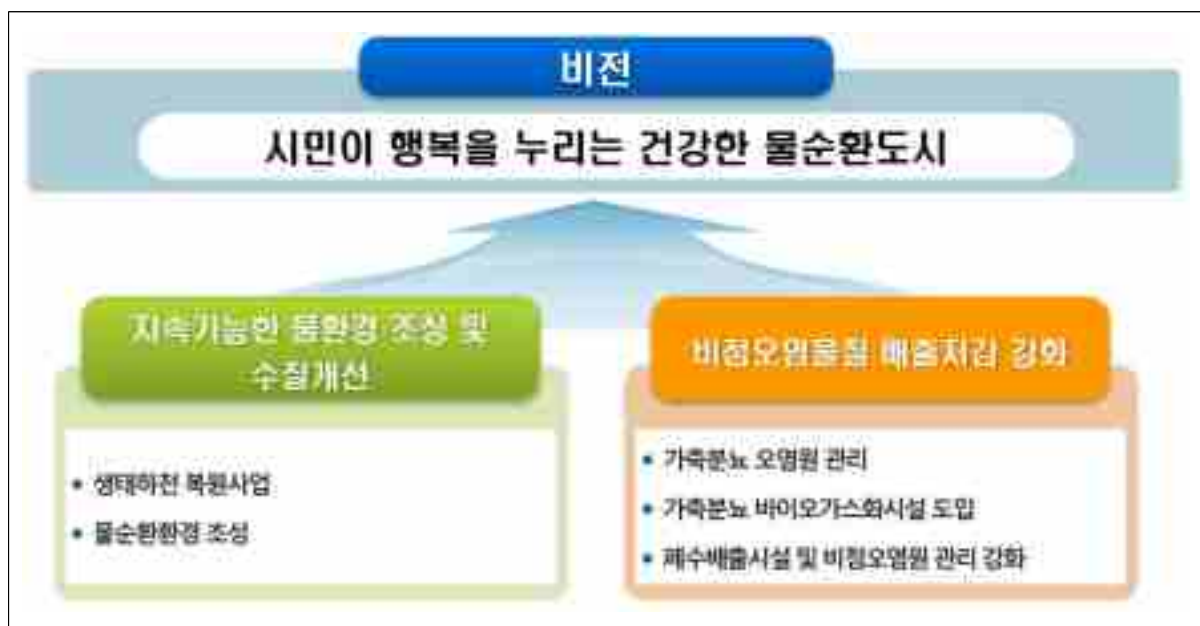 비전
시민이 행복을 누리는 건강한 물순환도시
지속가능한 물환경 조성 및
수질개선
• 생태하천 복원사업
• 물순환환경 조성
비점오염물질 배출저감 강화
• 가축분뇨 오염원 관리
• 가축분뇨 바이오가스화시설 도입
• 폐수배출시설 및 비점오염원 관리 강화